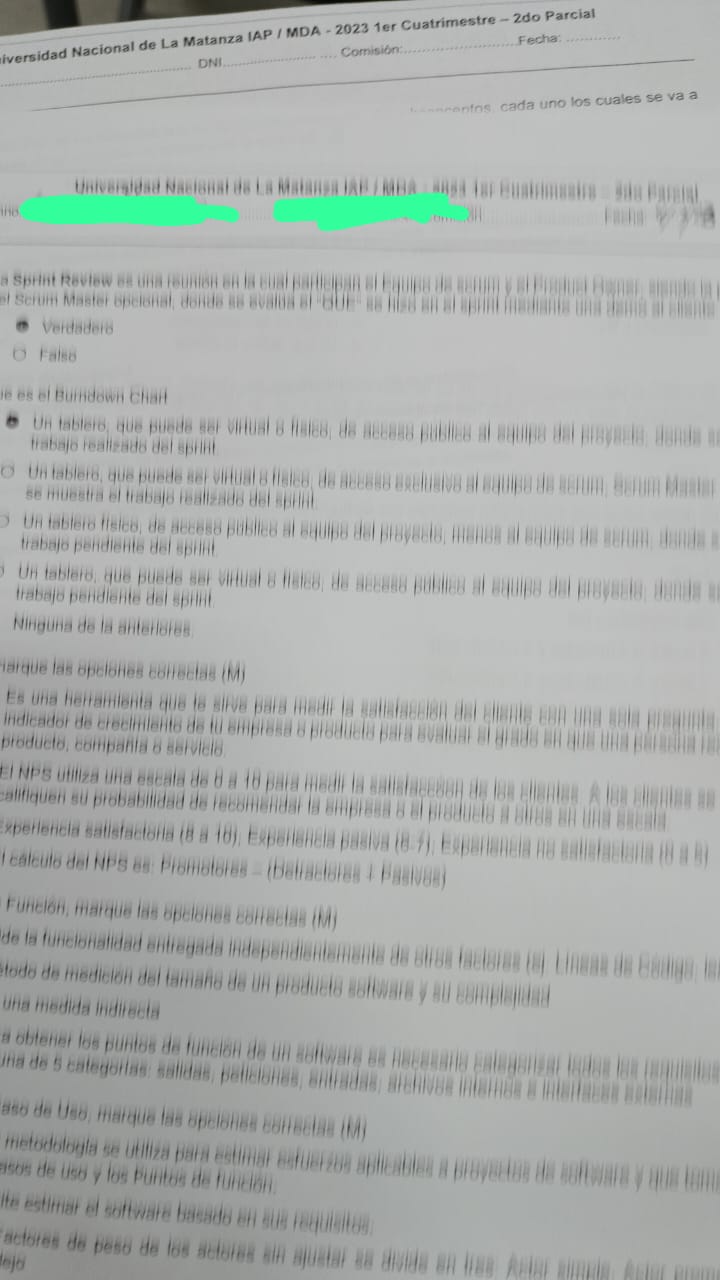 iversidad Nacional de La Matanza IAP / MDA - 2023 1er Cuatrimestre – 2do Parcial
DNI Comisión: Fecha:
cada uno los cuales se va a
Universidad Nacional de La Matanza IAP / MDA - 2023 1er Cuatrimestre – 2do Parcial
Fecha
a Sprint Review es una reunión en la cual participan el Equipo de scrum y el Product Owner, siendo la
el Scrum Master opcional, donde se evalúa el "QUE" se hizo en el sprint mediante una demo al cliente
Verdadero
Falso
ue es el Burndown Chart
Un tablero, que puede ser virtual o físico, de acceso público al equipo del proyecto, donde
trabajo realizado del sprint.
Un tablero, que puede ser virtual o físico, de acceso exclusivo al equipo de scrum, Scrum Master
se muestra el trabajo realizado del sprint.
Un tablero físico, de acceso público al equipo del proyecto, menos al equipo de scrum, donde s
trabajo pendiente del sprint.
Un tablero, que puede ser virtual o físico, de acceso público al equipo del proyecto, donde s
trabajo pendiente del sprint.
Ninguna de la anteriores.
marque las opciones correctas (M)
Es una herramienta que te sirve para medir la satisfacción del cliente con una sola pregunta,
indicador de crecimiento de tu empresa o producto para evaluar el grado en que una persona
producto, compañía o servicio.
El NPS utiliza una escala de 0 a 10 para medir la satisfaccion de los clientes. A los clientes se
califiquen su probabilidad de recomendar la empresa o el producto a otros en una escala
Experiencia satisfactoria (8 a 10), Experiencia pasiva (6-7), Experiencia no satisfactoria (0 a 5)
l cálculo del NPS es: Promotores – (Detractores + Pasivos)
Función, marque las opciones correctas (M)
de la funcionalidad entregada independientemente de otros factores (ej. Líneas de Código,
étodo de medición del tamaño de un producto software y su complejidad
una medida indirecta
a obtener los puntos de función de un software es necesario categorizar todos los requisitos
una de 5 categorías: salidas, peticiones, entradas, archivos internos e interfaces externas
aso de Uso, marque las opciones correctas (M)
metodología se utiliza para estimar esfuerzos aplicables a proyectos de software y que
asos de uso y los Puntos de función.
ite estimar el software basado en sus requisitos.
actores de peso de los actores sin ajustar se divide en tres: Actor simple, Actor
lejo